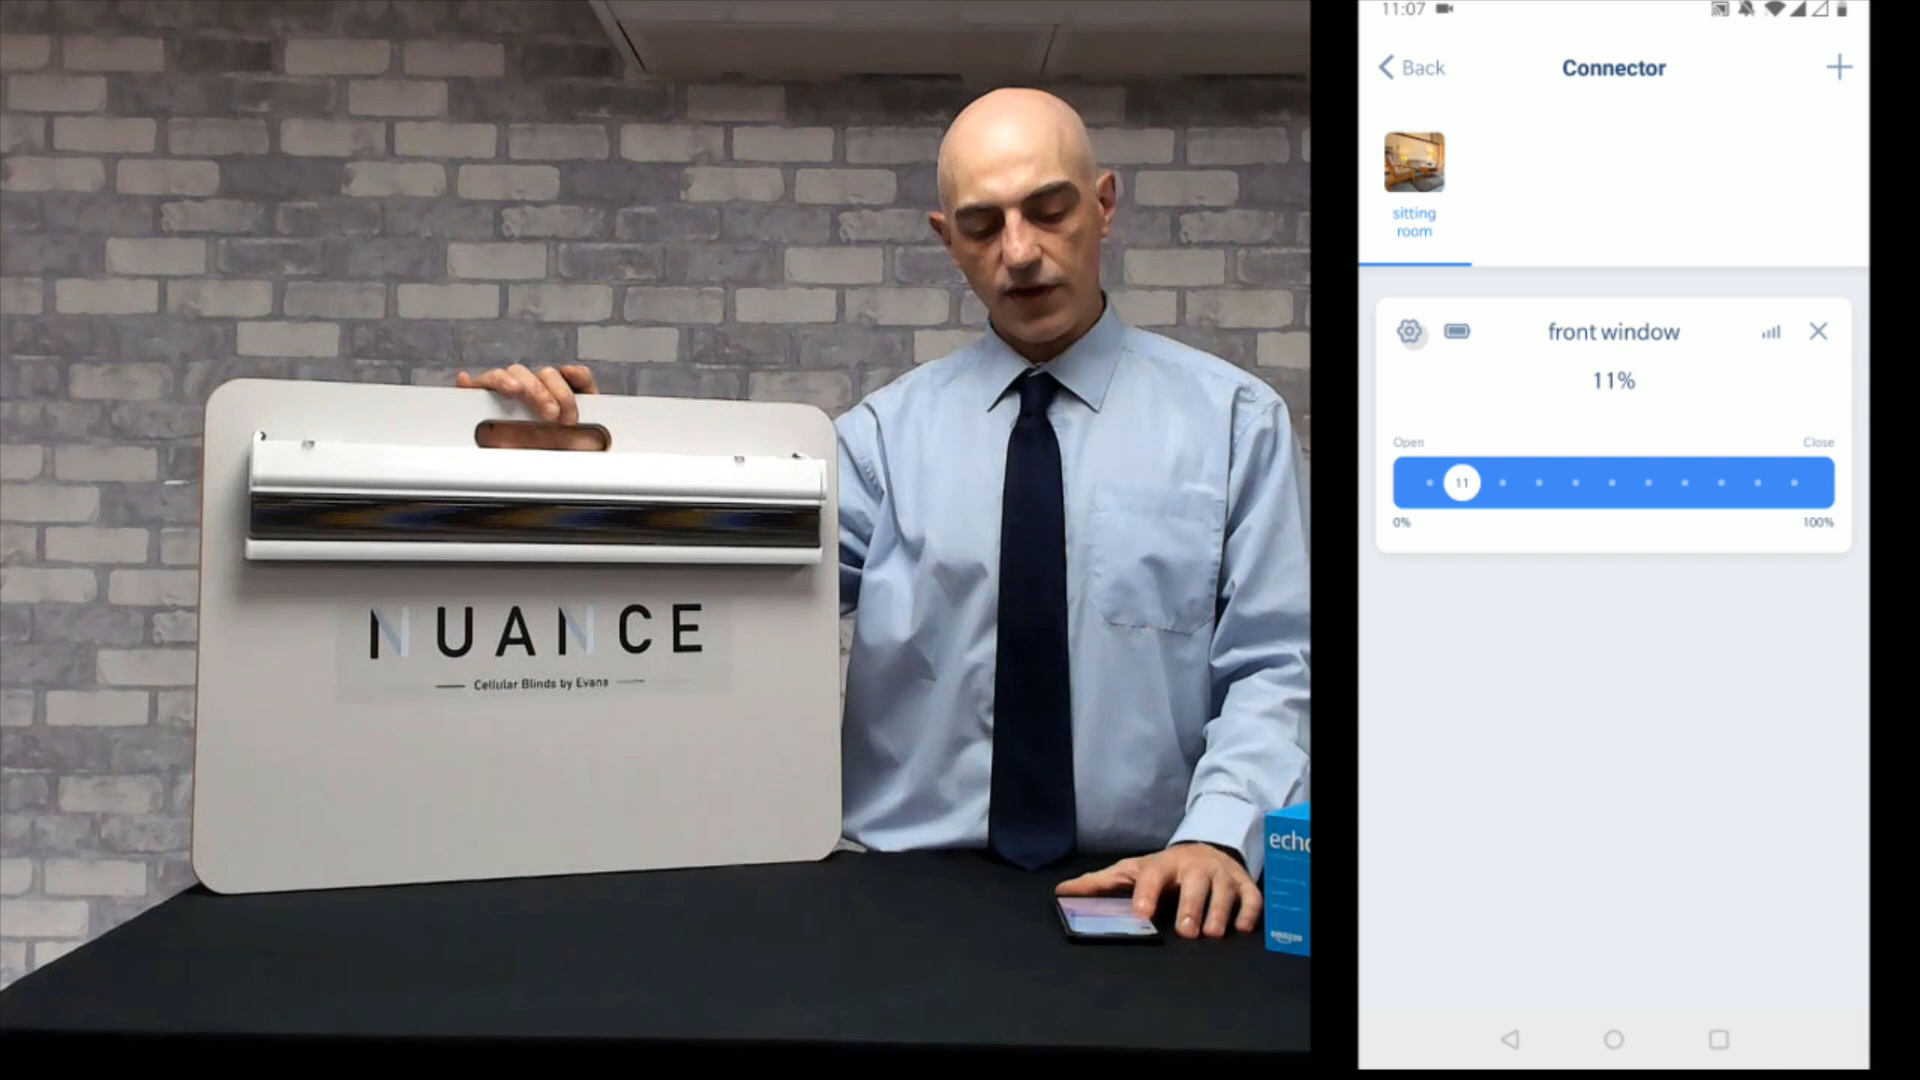 NUANCE
Cellular Blinds by Evans
echo
amazon
11:07
Back
Connector
sitting
room
front window
11%
Open
Close
11
0%
100%